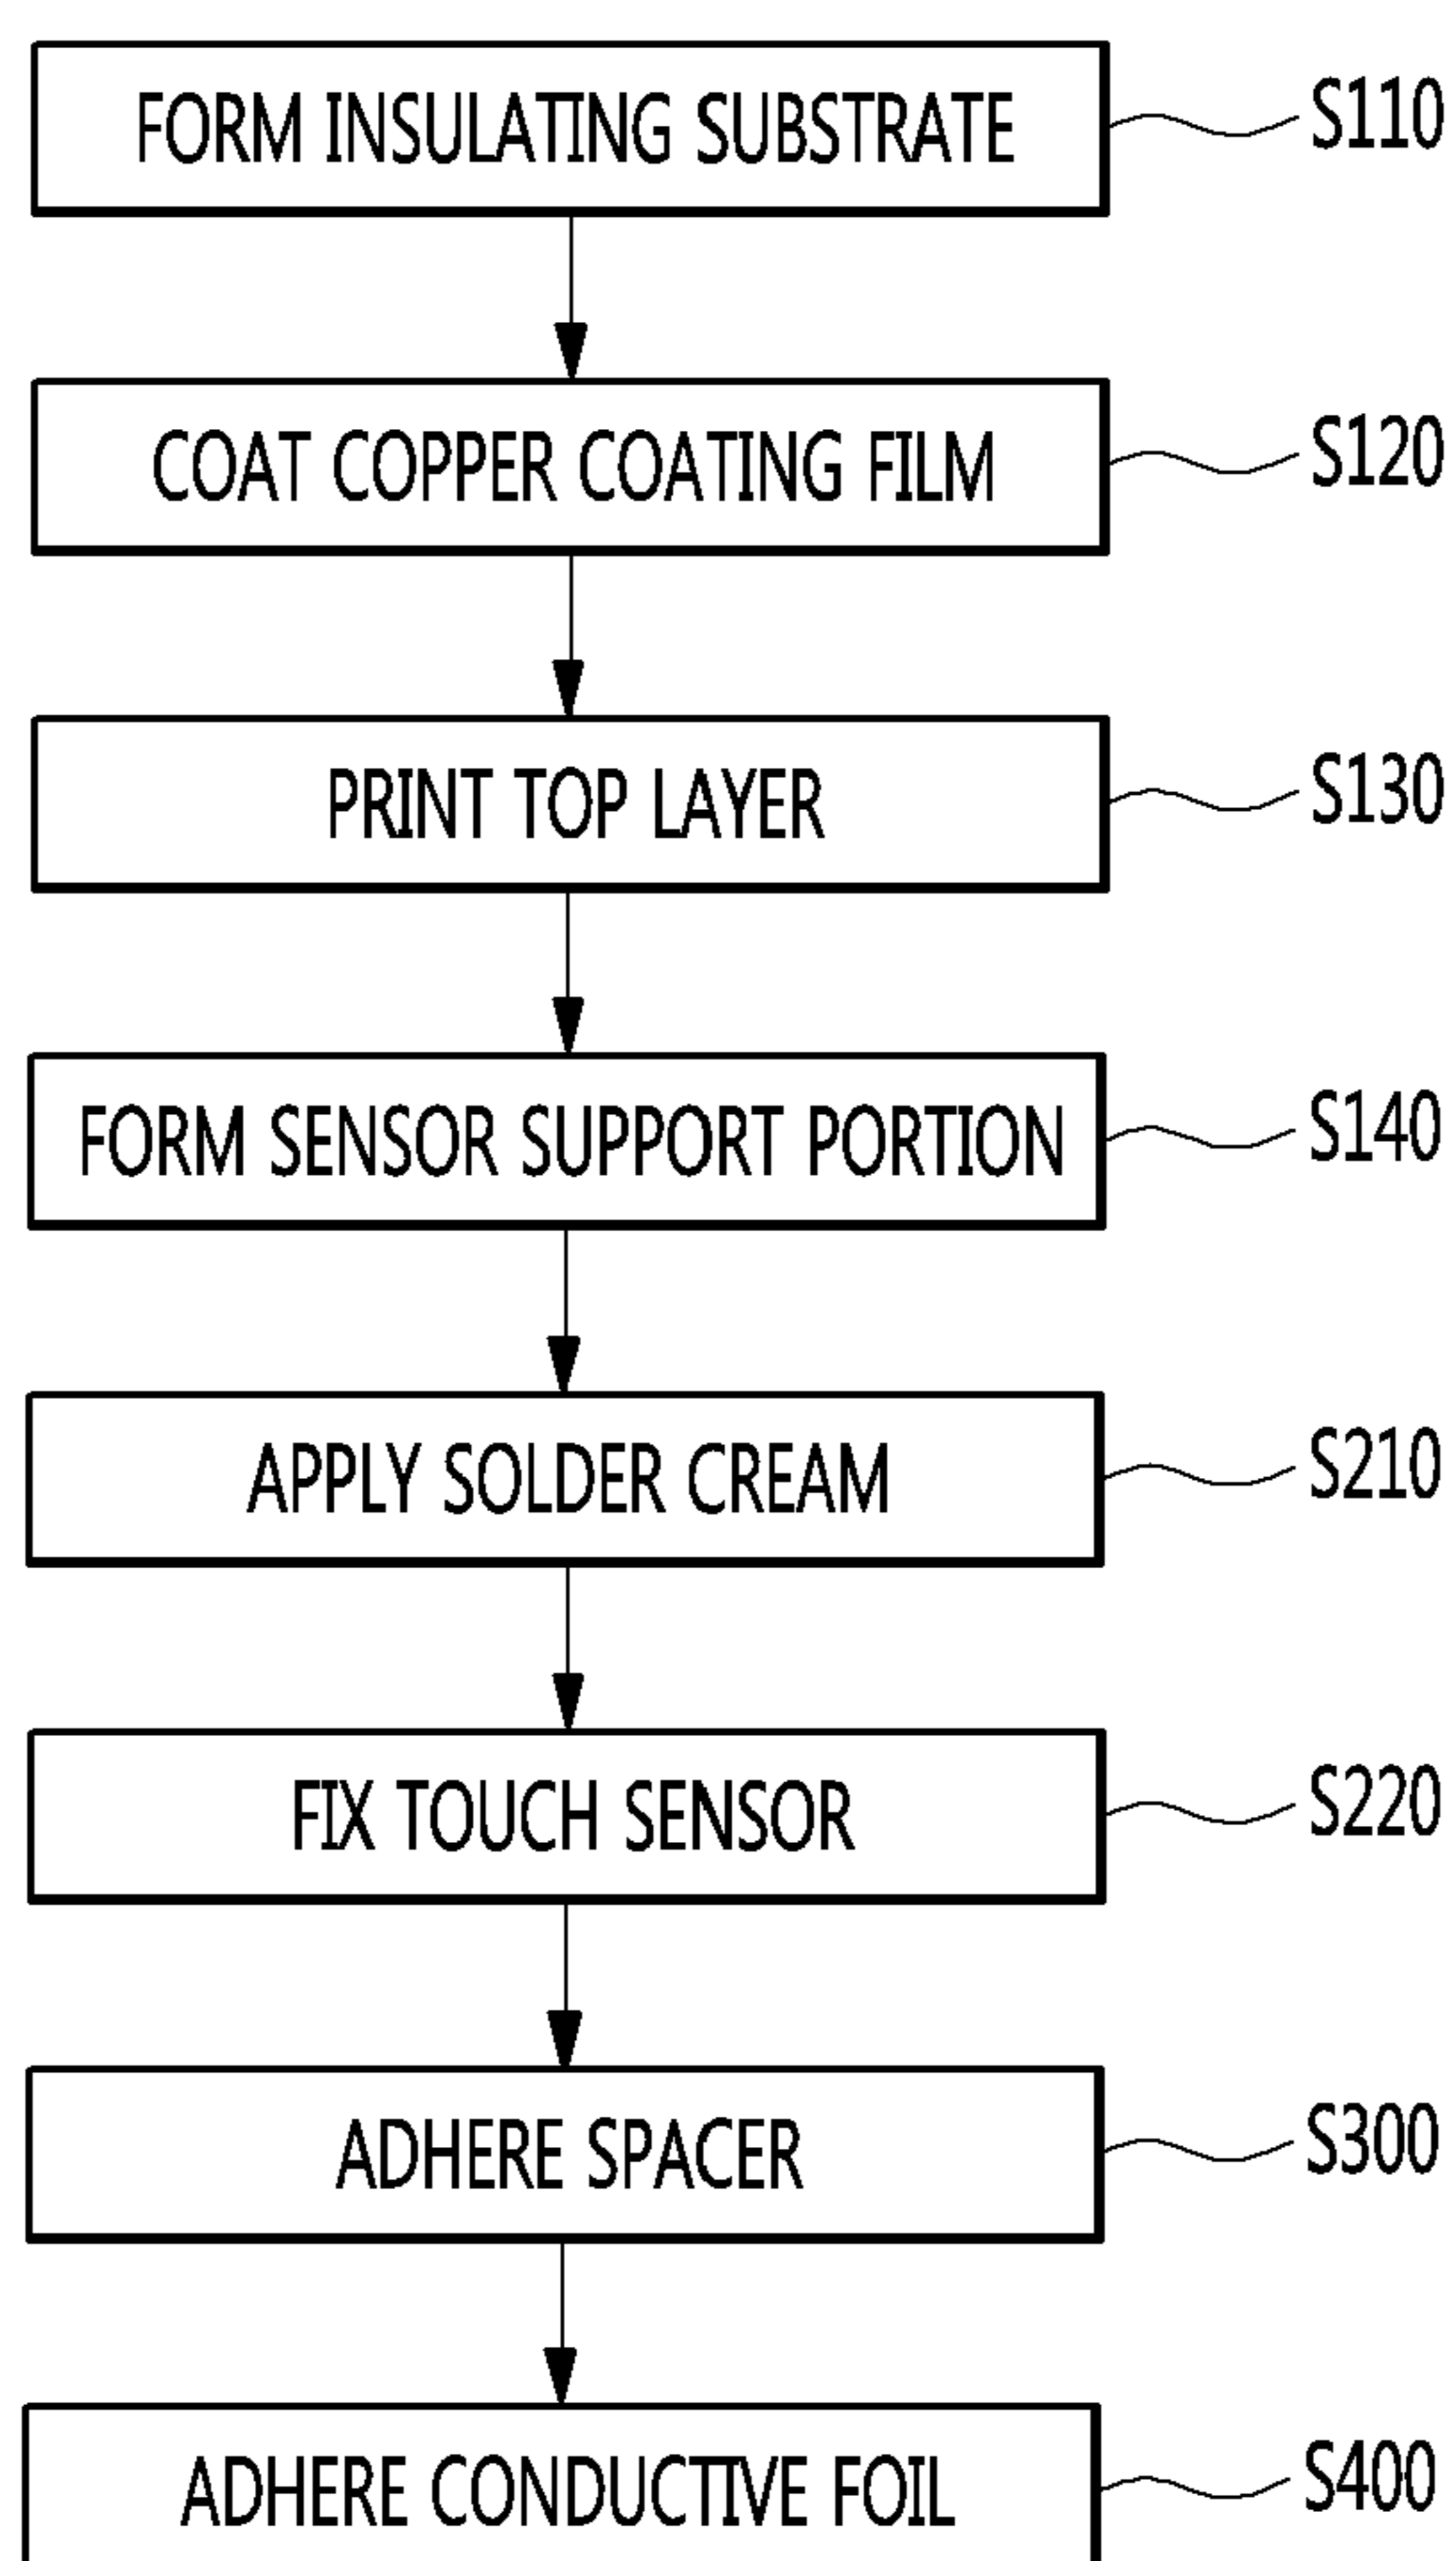 FORM INSULATING SUBSTRATE S110
COAT COPPER COATING FILM S120
PRINT TOP LAYER S130
FORM SENSOR SUPPORT PORTION S140
APPLY SOLDER CREAM S210
FIX TOUCH SENSOR S220
ADHERE SPACER S300
ADHERE CONDUCTIVE FOIL S400